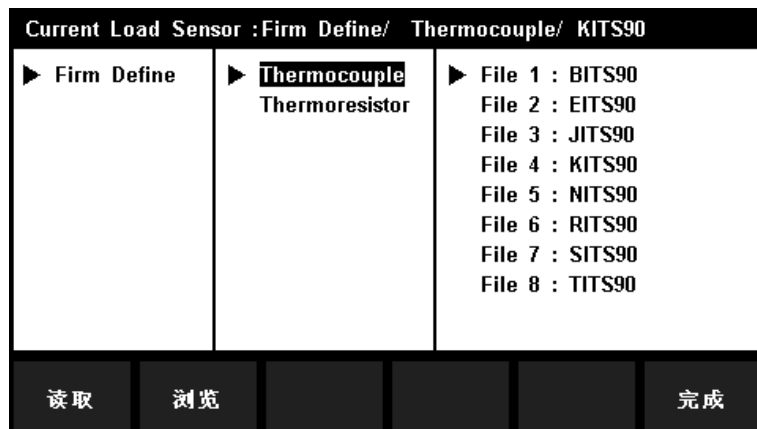 Current Load Sensor :Firm Define/ Thermocouple/ KITS90
Firm Define
Thermocouple
Thermoresistor
File 1 : BITS90
File 2 : EITS90
File 3 : JITS90
File 4 : KITS90
File 5 : NITS90
File 6 : RITS90
File 7 : SITS90
File 8 : TITS90
读取 浏览 完成